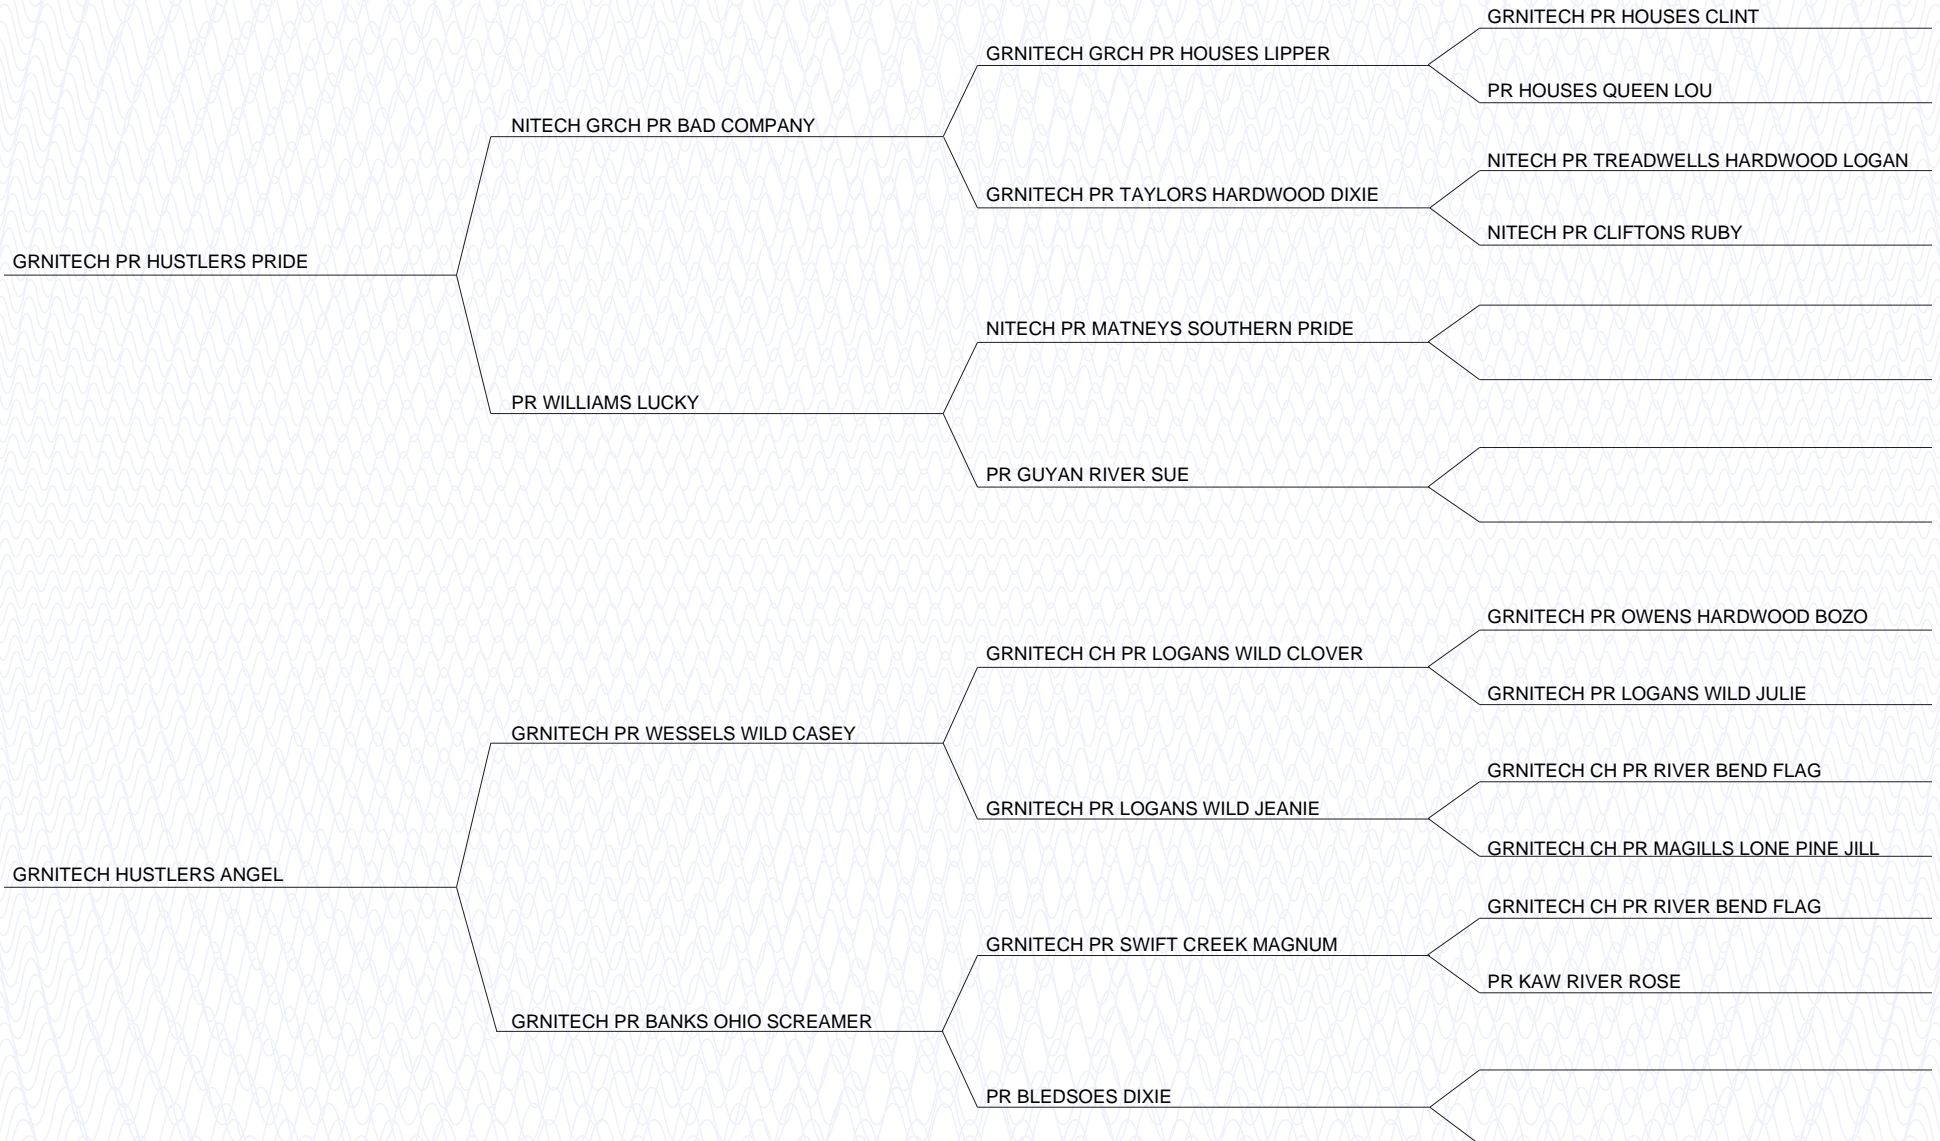 GRNITECH PR HOUSES CLINT
GRNITECH GRCH PR HOUSES LIPPER
PR HOUSES QUEEN LOU
NITECH GRCH PR BAD COMPANY
NITECH PR TREADWELLS HARDWOOD LOGAN
GRNITECH PR TAYLORS HARDWOOD DIXIE
NITECH PR CLIFTONS RUBY
GRNITECH PR HUSTLERS PRIDE
NITECH PR MATNEYS SOUTHERN PRIDE
PR WILLIAMS LUCKY
PR GUYAN RIVER SUE
GRNITECH PR OWENS HARDWOOD BOZO
GRNITECH CH PR LOGANS WILD CLOVER
GRNITECH PR LOGANS WILD JULIE
GRNITECH PR WESSELS WILD CASEY
GRNITECH CH PR RIVER BEND FLAG
GRNITECH PR LOGANS WILD JEANIE
GRNITECH CH PR MAGILLS LONE PINE JILL
GRNITECH HUSTLERS ANGEL
GRNITECH CH PR RIVER BEND FLAG
GRNITECH PR SWIFT CREEK MAGNUM
PR KAW RIVER ROSE
GRNITECH PR BANKS OHIO SCREAMER
PR BLEDSOES DIXIE